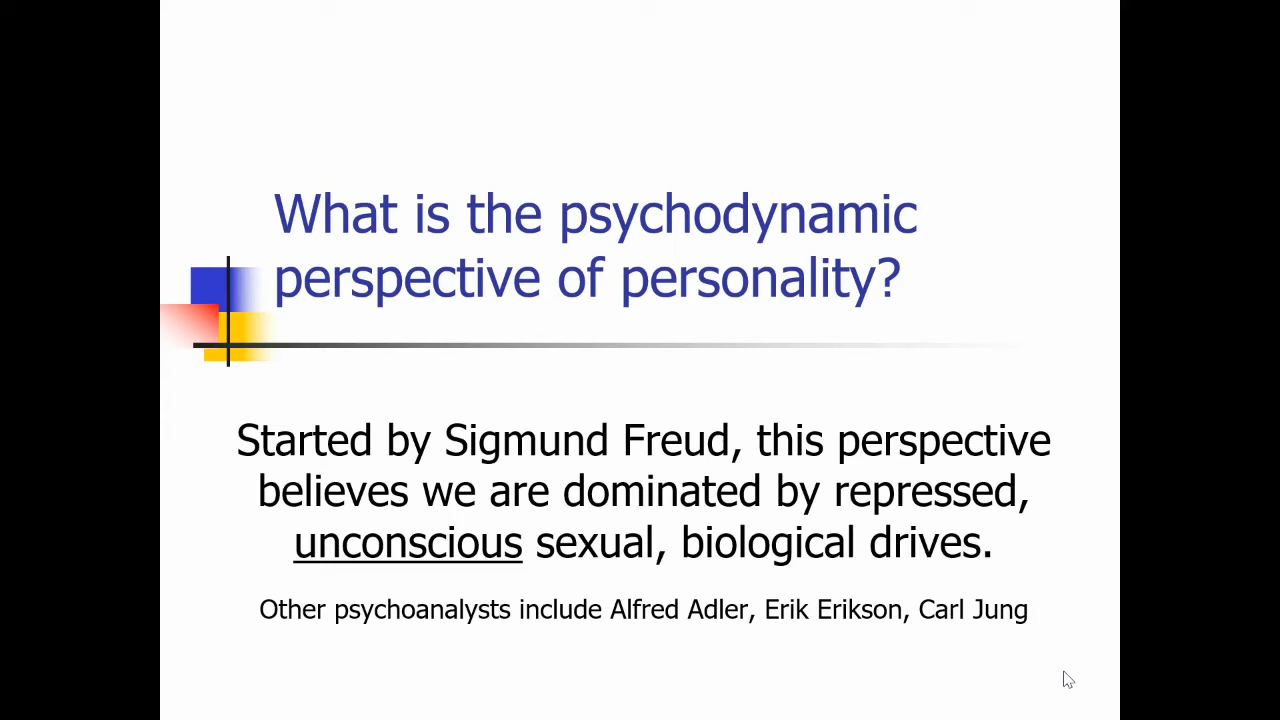 What is the psychodynamic
perspective of personality?
Started by Sigmund Freud, this perspective
believes we are dominated by repressed,
unconscious sexual, biological drives.
Other psychoanalysts include Alfred Adler, Erik Erikson, Carl Jung